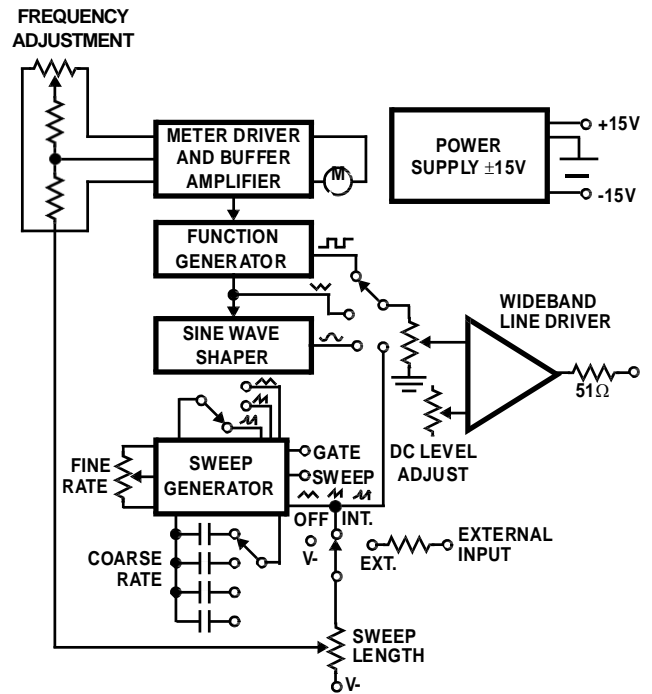 FREQUENCY
ADJUSTMENT
METER DRIVER
AND BUFFER
AMPLIFIER
M
POWER
SUPPLY ±15V
+15V
-15V
FUNCTION
GENERATOR
SINE WAVE
SHAPER
WIDEBAND
LINE DRIVER
51Ω
DC LEVEL
ADJUST
FINE
RATE
SWEEP
GENERATOR
GATE
SWEEP
OFF
INT.
V-
EXT.
EXTERNAL
INPUT
COARSE
RATE
SWEEP
LENGTH
V-